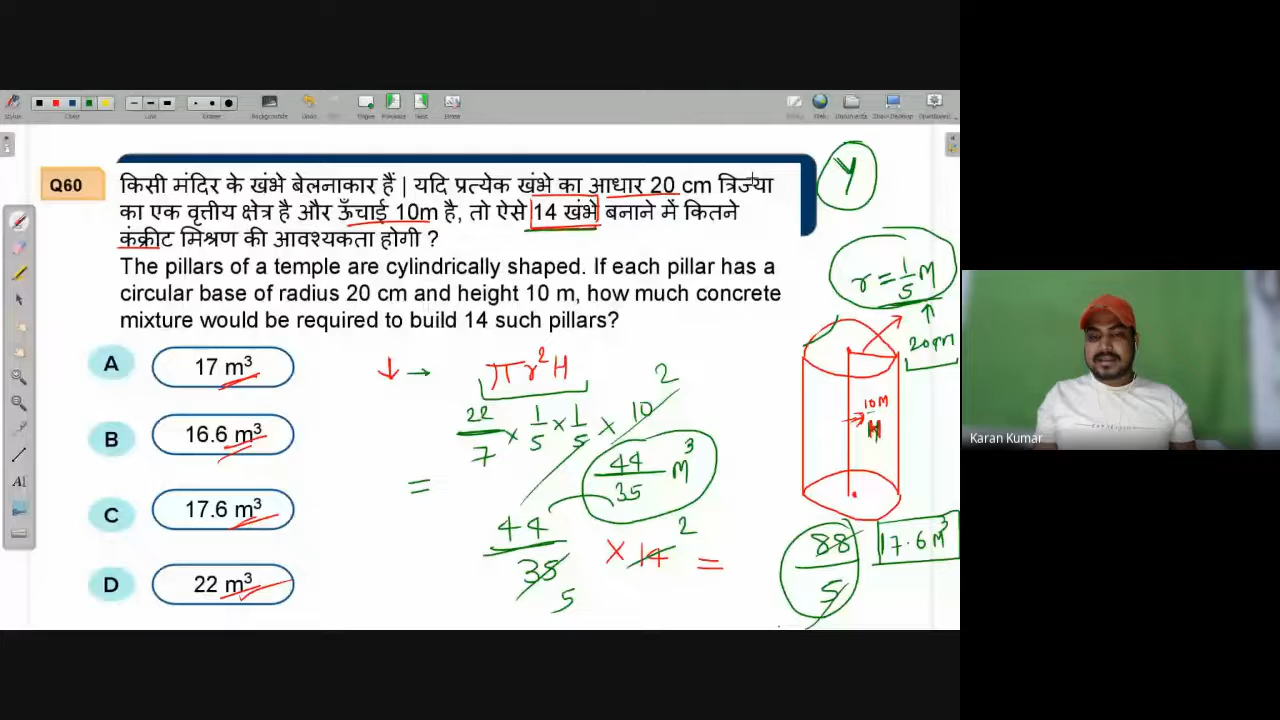 Q60
किसी मंदिर के खंभे बेलनाकार हैं | यदि प्रत्येक खंभे का आधार 20 cm त्रिज्या
का एक वृत्तीय क्षेत्र है और ऊँचाई 10m है, तो ऐसे 14 खंभे बनाने में कितने
कंक्रीट मिश्रण की आवश्यकता होगी ?
The pillars of a temple are cylindrically shaped. If each pillar has a
circular base of radius 20 cm and height 10 m, how much concrete
mixture would be required to build 14 such pillars?
A 17 m³
B 16.6 m³
C 17.6 m³
D 22 m³
→ πr²H
22/7 × 1/5 × 1/5 × 10 2
= 44/35 M³
44/35 × 14 2 =
5
88/5
17.6 M³
Y
r = 1/5 M
20cm
10M
H
Karan Kumar